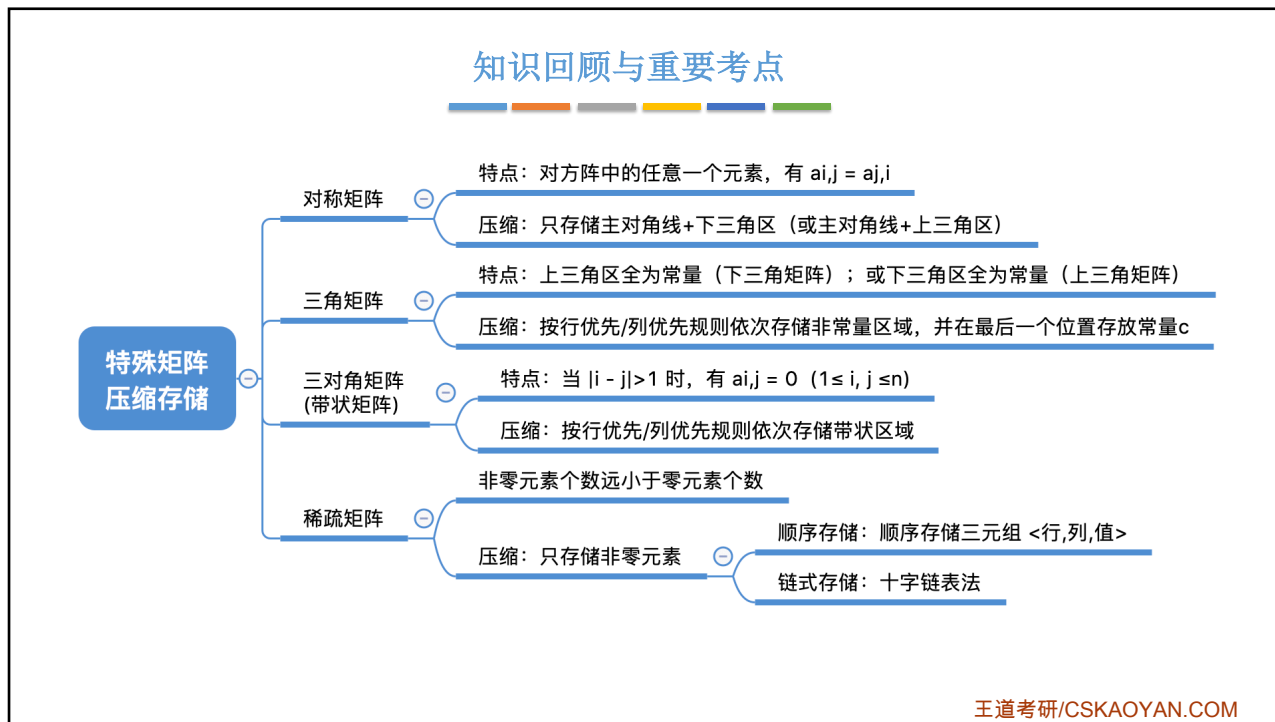 知识回顾与重要考点
特殊矩阵
压缩存储
对称矩阵
特点：对方阵中的任意一个元素，有 ai,j = aj,i
压缩：只存储主对角线+下三角区（或主对角线+上三角区）
三角矩阵
特点：上三角区全为常量（下三角矩阵）；或下三角区全为常量（上三角矩阵）
压缩：按行优先/列优先规则依次存储非常量区域，并在最后一个位置存放常量c
三对角矩阵
(带状矩阵)
特点：当 |i - j|>1 时，有 ai,j = 0（1≤ i, j ≤n)
压缩：按行优先/列优先规则依次存储带状区域
稀疏矩阵
非零元素个数远小于零元素个数
压缩：只存储非零元素
顺序存储：顺序存储三元组 <行,列,值>
链式存储：十字链表法
王道考研/CSKAOYAN.COM